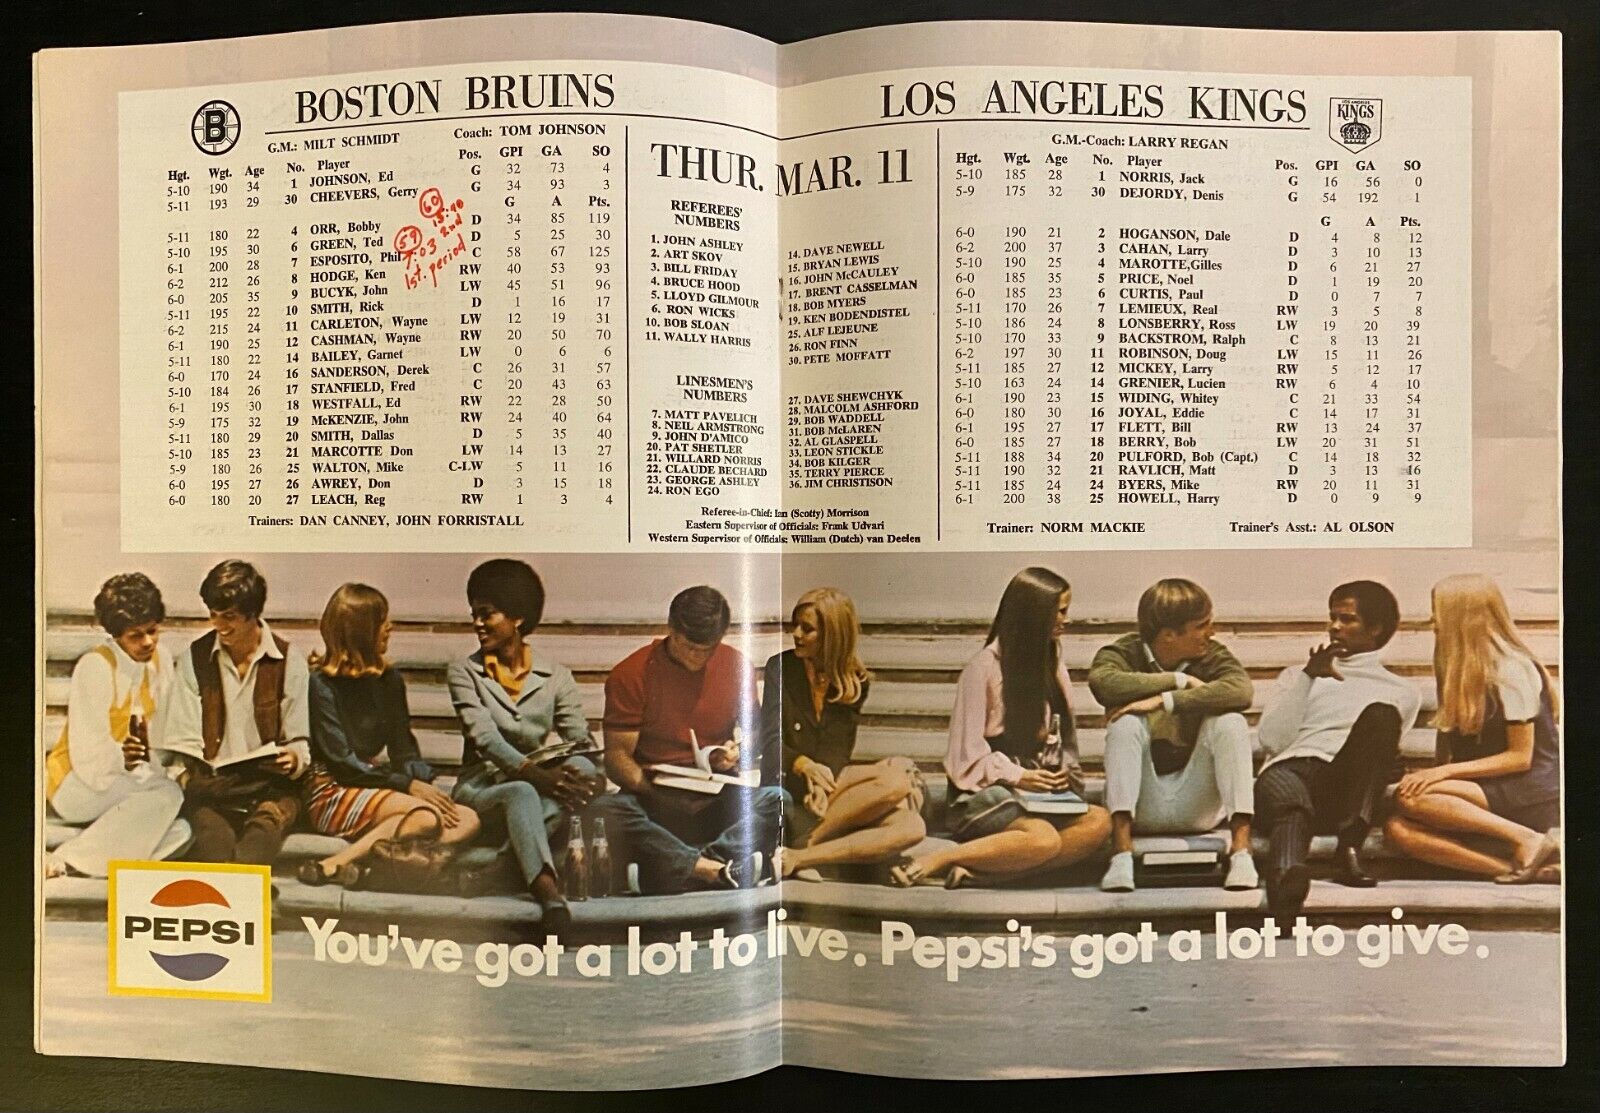 BOSTON BRUINS
B
G.M.: MILT SCHMIDT Coach: TOM JOHNSON
Hgt. Wgt. Age No. Player Pos. GPI GA SO
5-10 190 34 1 JOHNSON, Ed G 32 73 4
5-11 193 29 30 CHEEVERS, Gerry G 34 93 3
G A Pts.
5-11 180 22 4 ORR, Bobby D 34 85 119
5-10 195 30 6 GREEN, Ted D 5 25 30
6-1 200 28 7 ESPOSITO, Phil C 58 67 125
6-2 212 26 8 HODGE, Ken RW 40 53 93
6-0 205 35 9 BUCYK, John LW 45 51 96
5-11 195 22 10 SMITH, Rick D 1 16 17
6-2 215 24 11 CARLETON, Wayne LW 12 19 31
6-1 190 25 12 CASHMAN, Wayne RW 20 50 70
5-11 180 22 14 BAILEY, Garnet LW 0 6 6
6-0 170 24 16 SANDERSON, Derek C 26 31 57
5-10 184 26 17 STANFIELD, Fred C 20 43 63
6-1 195 30 18 WESTFALL, Ed RW 22 28 50
5-9 175 32 19 McKENZIE, John RW 24 40 64
5-11 180 29 20 SMITH, Dallas D 5 35 40
5-10 185 23 21 MARCOTTE Don LW 14 13 27
5-9 180 26 25 WALTON, Mike C-LW 5 11 16
6-0 195 27 26 AWREY, Don D 3 15 18
6-0 180 20 27 LEACH, Reg RW 1 3 4
Trainers: DAN CANNEY, JOHN FORRISTALL
60
2nd
59
7:03
1st. period
THUR. MAR. 11
REFEREES'
NUMBERS
1. JOHN ASHLEY
2. ART SKOV
3. BILL FRIDAY
4. BRUCE HOOD
5. LLOYD GILMOUR
6. RON WICKS
10. BOB SLOAN
11. WALLY HARRIS
14. DAVE NEWELL
15. BRYAN LEWIS
16. JOHN McCAULEY
17. BRENT CASSELMAN
18. BOB MYERS
19. KEN BODENDISTEL
25. ALF LEJEUNE
26. RON FINN
30. PETE MOFFATT
LINESMEN'S
NUMBERS
7. MATT PAVELICH
8. NEIL ARMSTRONG
9. JOHN D'AMICO
20. PAT SHETLER
21. WILLARD NORRIS
22. CLAUDE BECHARD
23. GEORGE ASHLEY
24. RON EGO
27. DAVE SHEWCHYK
28. MALCOLM ASHFORD
29. BOB WADDELL
31. BOB McLAREN
32. AL GLASPELL
33. LEON STICKLE
34. BOB KILGER
35. TERRY PIERCE
36. JIM CHRISTISON
Referee-in-Chief: Ian (Scotty) Morrison
Eastern Supervisor of Officials: Frank Udvari
Western Supervisor of Officials: William (Dutch) van Deelen
LOS ANGELES KINGS
LOS ANGELES
KINGS
G.M.-Coach: LARRY REGAN
Hgt. Wgt. Age No. Player Pos. GPI GA SO
5-10 185 28 1 NORRIS, Jack G 16 56 0
5-9 175 32 30 DEJORDY, Denis G 54 192 1
G A Pts.
6-0 190 21 2 HOGANSON, Dale D 4 8 12
6-2 200 37 3 CAHAN, Larry D 3 10 13
5-10 190 25 4 MAROTTE,Gilles D 6 21 27
6-0 185 35 5 PRICE, Noel D 1 19 20
6-0 185 23 6 CURTIS, Paul D 0 7 7
5-11 170 26 7 LEMIEUX, Real RW 3 5 8
5-10 186 24 8 LONSBERRY, Ross LW 19 20 39
5-10 170 33 9 BACKSTROM, Ralph C 8 13 21
6-2 197 30 11 ROBINSON, Doug LW 15 11 26
5-11 185 27 12 MICKEY, Larry RW 5 12 17
5-10 163 24 14 GRENIER, Lucien RW 6 4 10
6-1 190 23 15 WIDING, Whitey C 21 33 54
6-0 180 30 16 JOYAL, Eddie C 14 17 31
6-1 195 27 17 FLETT, Bill RW 13 24 37
6-0 185 27 18 BERRY, Bob LW 20 31 51
5-11 188 34 20 PULFORD, Bob (Capt.) C 14 18 32
5-11 190 32 21 RAVLICH, Matt D 3 13 16
5-11 185 24 24 BYERS, Mike RW 20 11 31
6-1 200 38 25 HOWELL, Harry D 0 9 9
Trainer: NORM MACKIE Trainer's Asst.: AL OLSON
PEPSI
You've got a lot to live. Pepsi's got a lot to give.